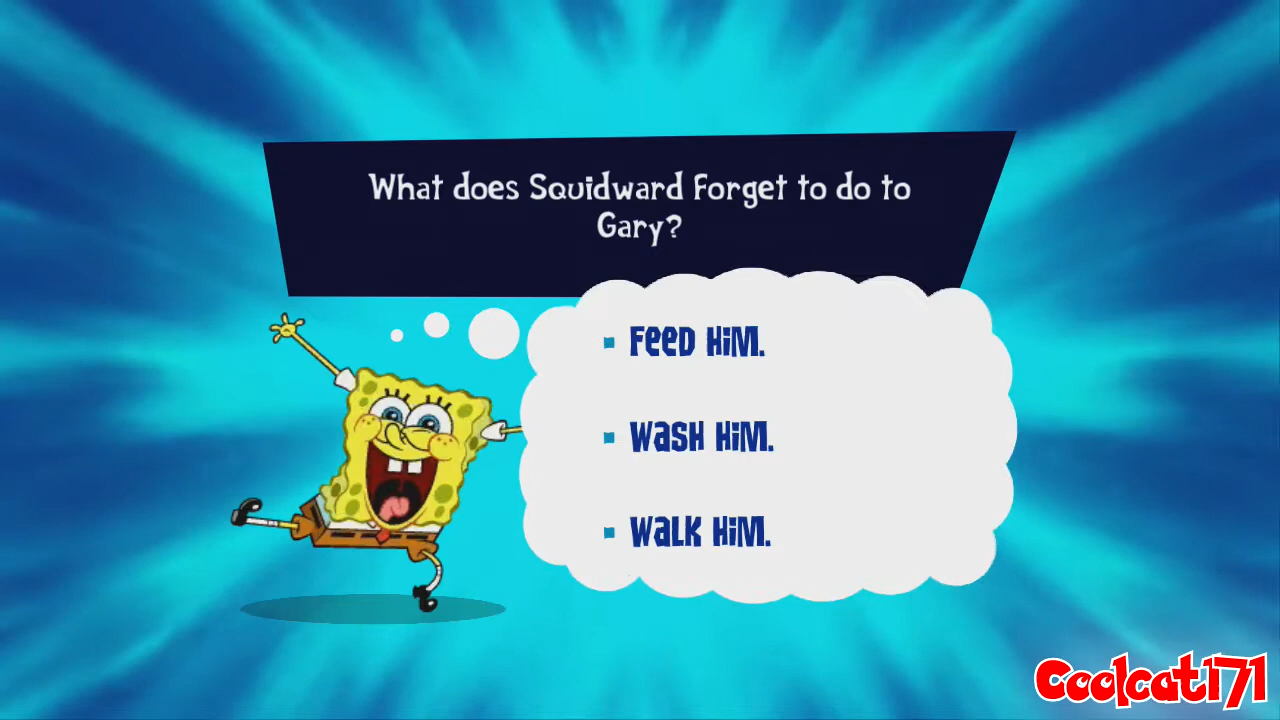 What does Squidward Forget to do to
Gary?
FeeD HiM.
WasH HiM.
WaLK HiM.
Coolcat171